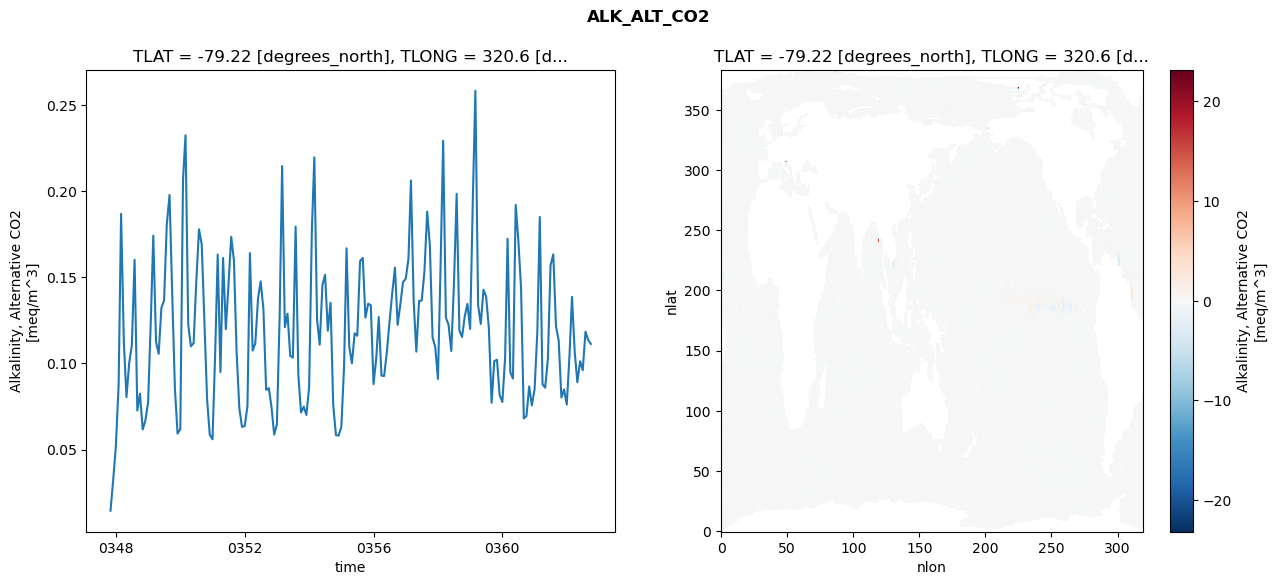 ALK_ALT_CO2
TLAT = -79.22 [degrees_north], TLONG = 320.6 [d...
Alkalinity, Alternative CO2
[meq/m^3]
0.25
0.20
0.15
0.10
0.05
0348
0352
0356
0360
time
TLAT = -79.22 [degrees_north], TLONG = 320.6 [d...
nlat
350
300
250
200
150
100
50
0
0
50
100
150
200
250
300
nlon
20
10
0
−10
−20
Alkalinity, Alternative CO2
[meq/m^3]